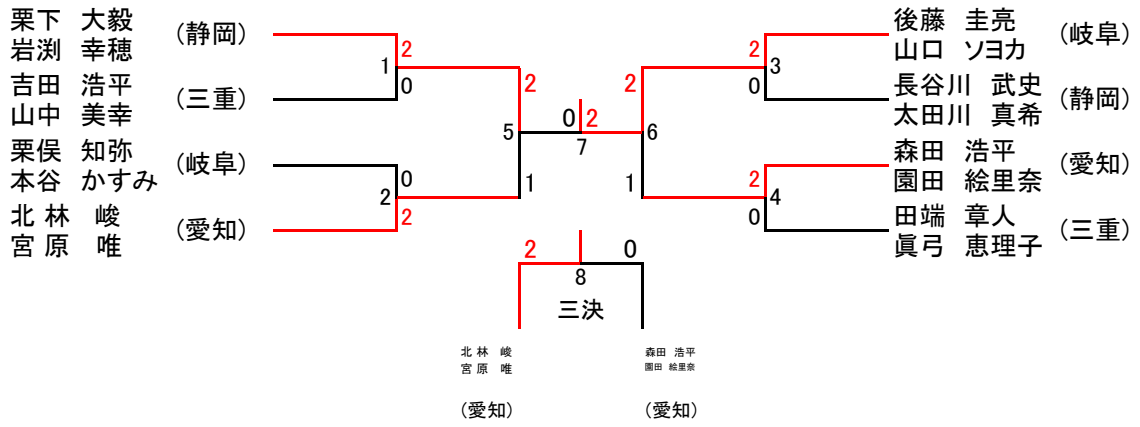 栗下 大毅
岩渕 幸穂
(静岡)
吉田 浩平
山中 美幸
(三重)
栗俣 知弥
本谷 かすみ
(岐阜)
北 林 峻
宮 原 唯
(愛知)
2
1
0
0
2
2
2
5
1
0
2
7
2
6
1
2
3
0
2
4
0
後藤 圭亮
山口 ソヨカ
(岐阜)
長谷川 武史
太田川 真希
(静岡)
森田 浩平
園田 絵里奈
(愛知)
田端 章人
眞弓 恵理子
(三重)
2
0
8
三決
北 林 峻
宮 原 唯
(愛知)
森田 浩平
園田 絵里奈
(愛知)